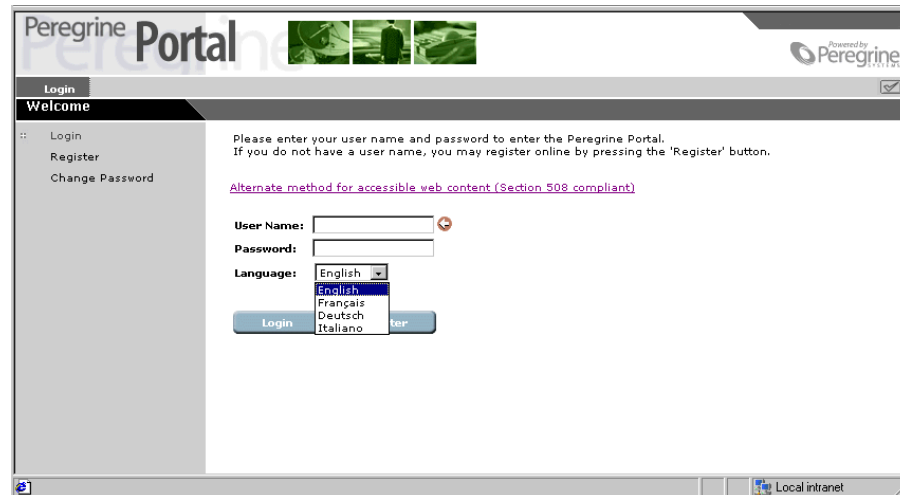 Peregrine Portal
Powered by
Peregrine
SYSTEMS
Login
Welcome
Login
Register
Change Password
Please enter your user name and password to enter the Peregrine Portal.
If you do not have a user name, you may register online by pressing the 'Register' button.
Alternate method for accessible web content (Section 508 compliant)
User Name:
Password:
Language: English
English
Français
Deutsch
Italiano
Login
Local intranet